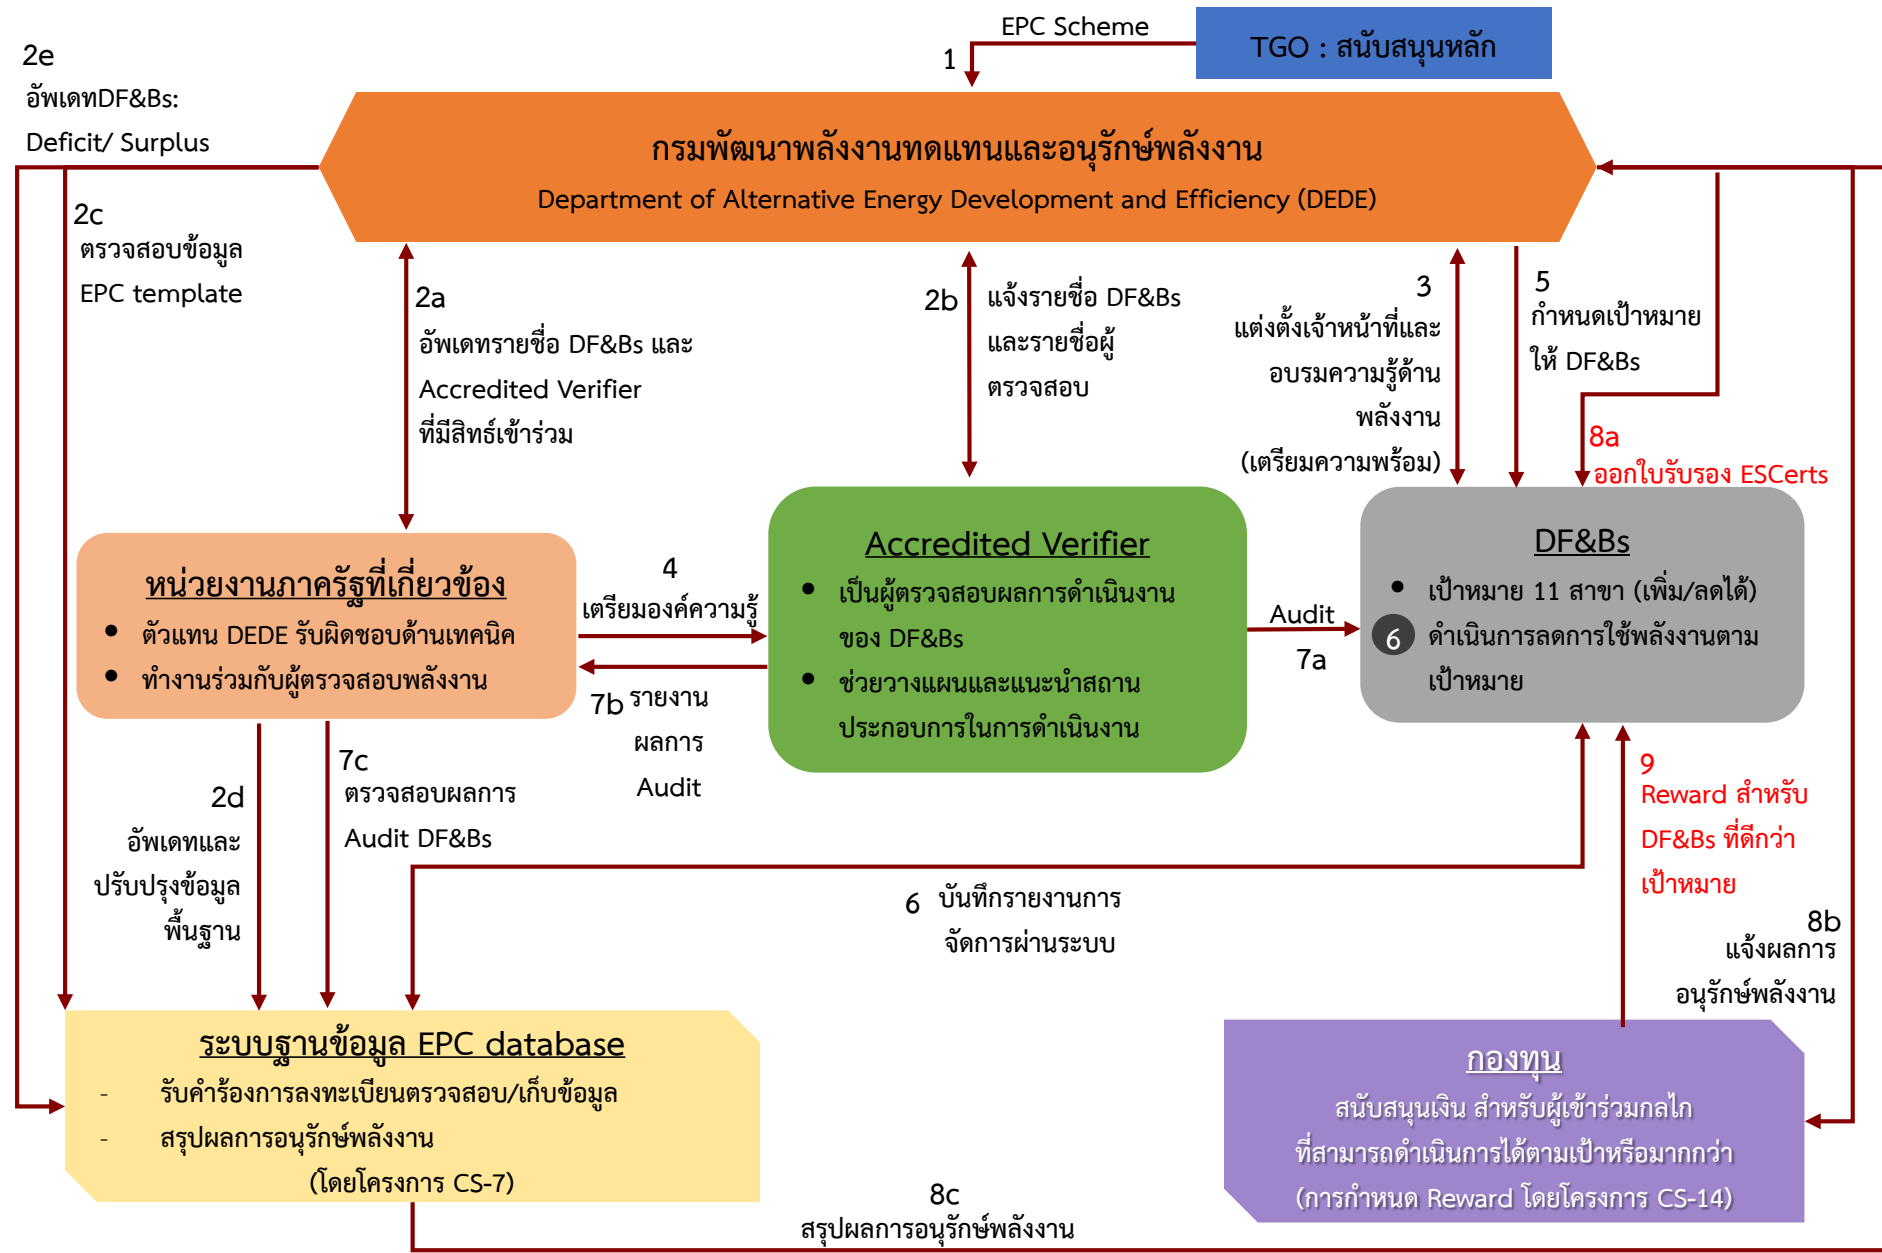 EPC Scheme
TGO : สนับสนุนหลัก
1
2e
อัพเดทDF&Bs:
Deficit/ Surplus
กรมพัฒนาพลังงานทดแทนและอนุรักษ์พลังงาน
Department of Alternative Energy Development and Efficiency (DEDE)
2c
ตรวจสอบข้อมูล
EPC template
2a
อัพเดทรายชื่อ DF&Bs และ
Accredited Verifier
ที่มีสิทธ์เข้าร่วม
2b
แจ้งรายชื่อ DF&Bs
และรายชื่อผู้
ตรวจสอบ
3
แต่งตั้งเจ้าหน้าที่และ
อบรมความรู้ด้าน
พลังงาน
(เตรียมความพร้อม)
5
กำหนดเป้าหมาย
ให้ DF&Bs
8a
ออกใบรับรอง ESCerts
หน่วยงานภาครัฐที่เกี่ยวข้อง
● ตัวแทน DEDE รับผิดชอบด้านเทคนิค
● ทำงานร่วมกับผู้ตรวจสอบพลังงาน
4
เตรียมองค์ความรู้
Accredited Verifier
● เป็นผู้ตรวจสอบผลการดำเนินงาน
ของ DF&Bs
● ช่วยวางแผนและแนะนำสถาน
ประกอบการในการดำเนินงาน
Audit
7a
DF&Bs
● เป้าหมาย 11 สาขา (เพิ่ม/ลดได้)
6 ดำเนินการลดการใช้พลังงานตาม
เป้าหมาย
7b
รายงาน
ผลการ
Audit
7c
ตรวจสอบผลการ
Audit DF&Bs
2d
อัพเดทและ
ปรับปรุงข้อมูล
พื้นฐาน
9
Reward สำหรับ
DF&Bs ที่ดีกว่า
เป้าหมาย
6
บันทึกรายงานการ
จัดการผ่านระบบ
8b
แจ้งผลการ
อนุรักษ์พลังงาน
ระบบฐานข้อมูล EPC database
- รับคำร้องการลงทะเบียนตรวจสอบ/เก็บข้อมูล
- สรุปผลการอนุรักษ์พลังงาน
(โดยโครงการ CS-7)
กองทุน
สนับสนุนเงิน สำหรับผู้เข้าร่วมกลไก
ที่สามารถดำเนินการได้ตามเป้าหรือมากกว่า
(การกำหนด Reward โดยโครงการ CS-14)
8c
สรุปผลการอนุรักษ์พลังงาน